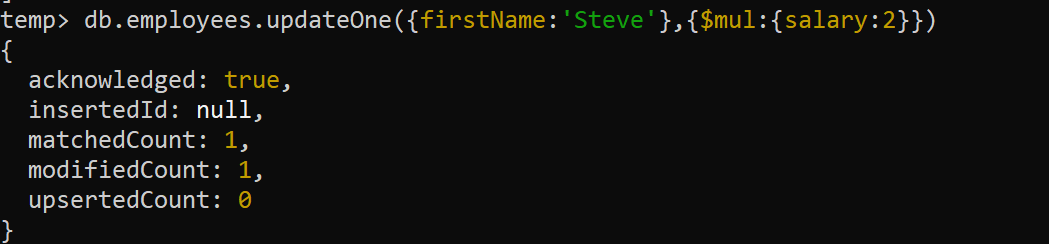 temp> db.employees.updateOne({firstName:'Steve'},{$mul:{salary:2}})
{
  acknowledged: true,
  insertedId: null,
  matchedCount: 1,
  modifiedCount: 1,
  upsertedCount: 0
}